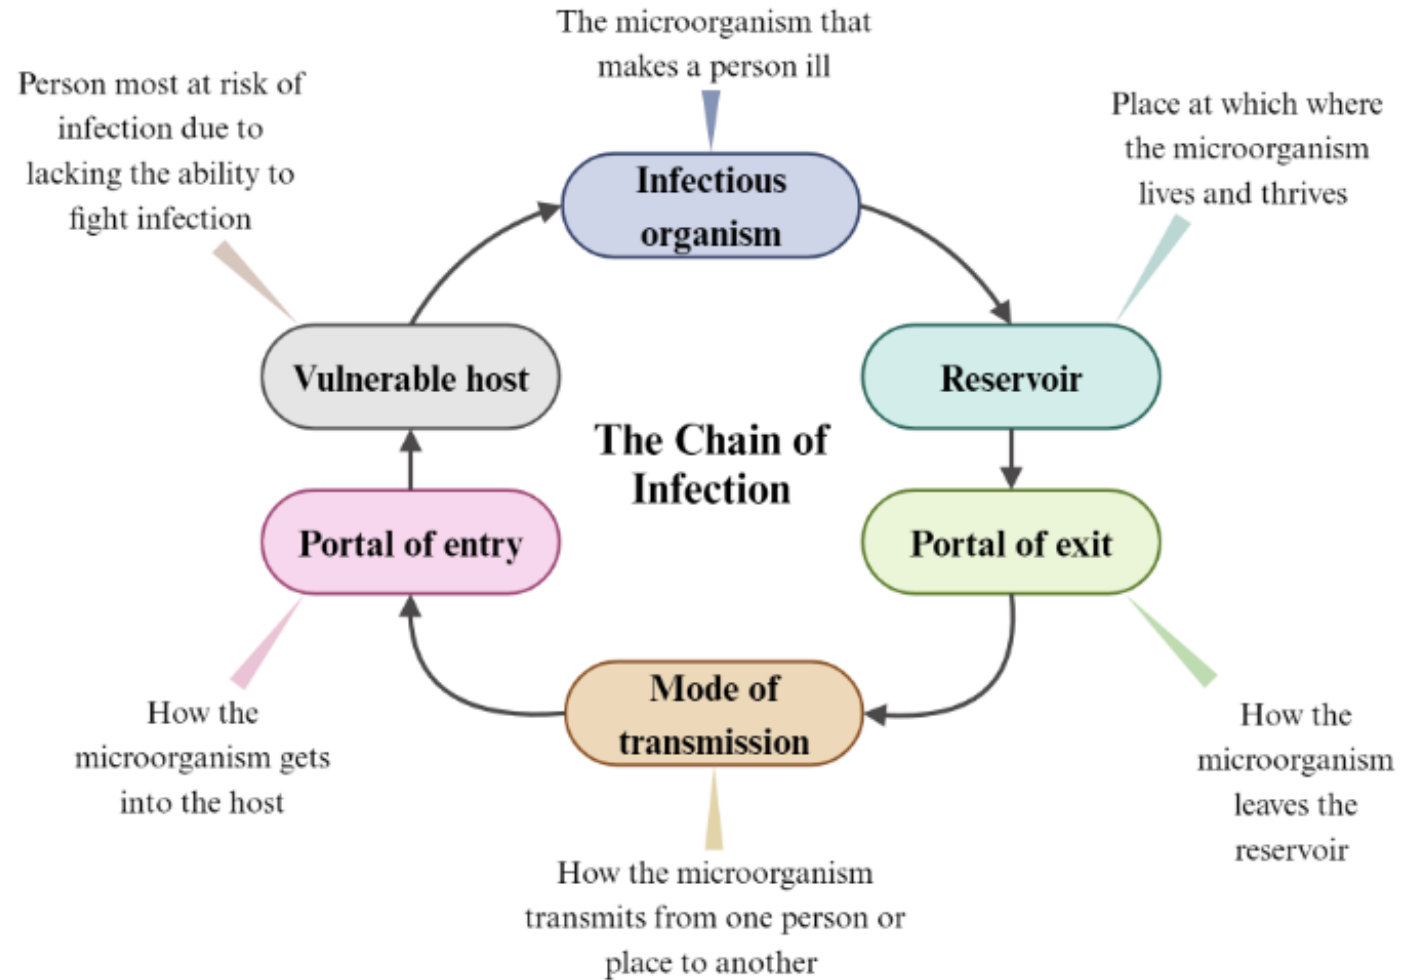 The microorganism that
makes a person ill
Infectious
organism
Place at which where
the microorganism
lives and thrives
Reservoir
Portal of exit
How the
microorganism
leaves the
reservoir
Mode of
transmission
How the microorganism
transmits from one person or
place to another
Portal of entry
How the
microorganism gets
into the host
Vulnerable host
Person most at risk of
infection due to
lacking the ability to
fight infection
The Chain of
Infection